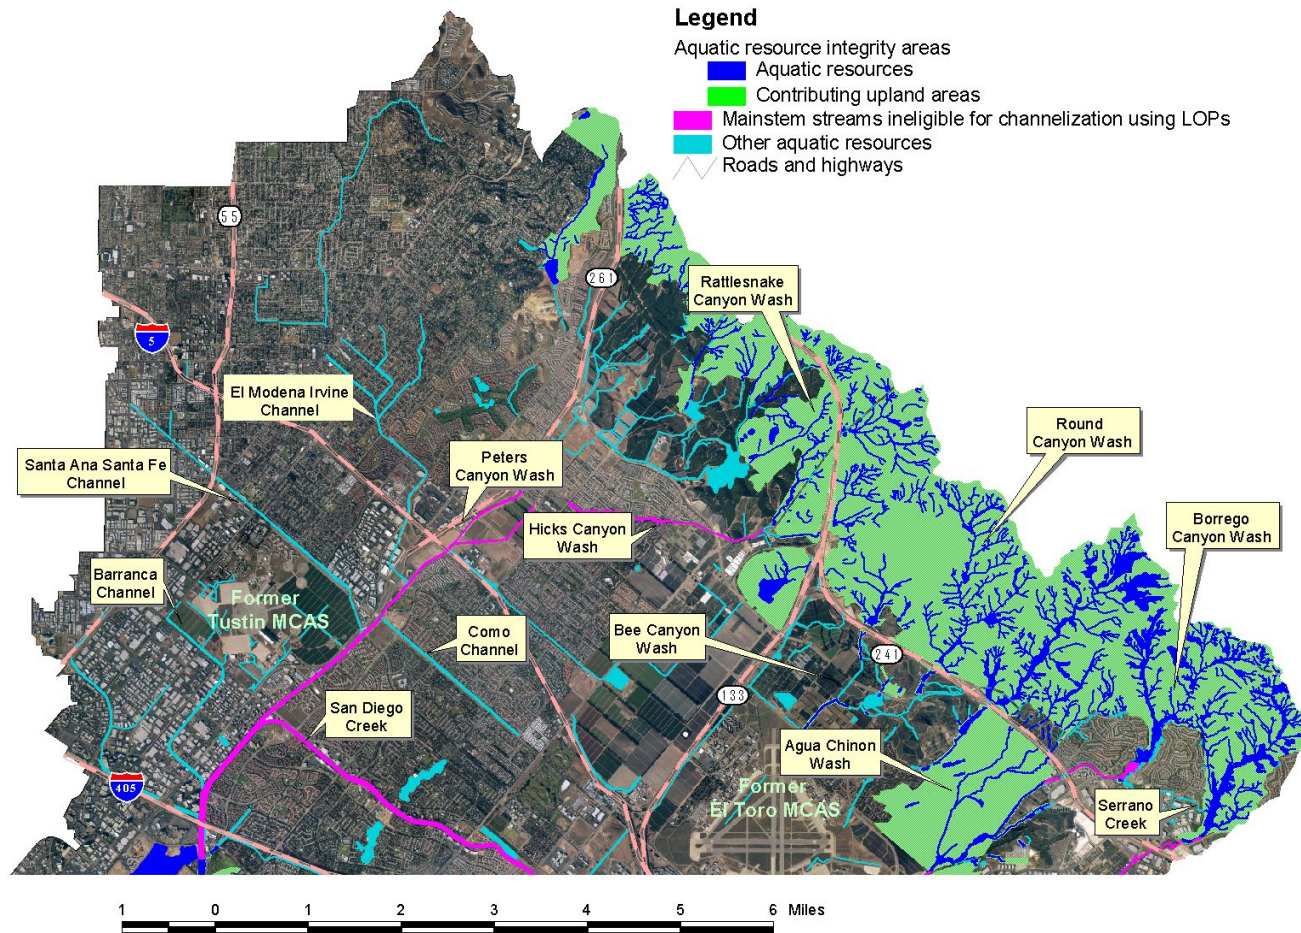 Legend
Aquatic resource integrity areas
Aquatic resources
Contributing upland areas
Mainstem streams ineligible for channelization using LOPs
Other aquatic resources
Roads and highways
55
261
Rattlesnake
Canyon Wash
5
El Modena Irvine
Channel
Round
Canyon Wash
Santa Ana Santa Fe
Channel
Peters
Canyon Wash
Hicks Canyon
Wash
Borrego
Canyon Wash
Barranca
Channel
Former
Tustin MCAS
Como
Channel
Bee Canyon
Wash
241
133
San Diego
Creek
Agua Chinon
Wash
Former
El Toro MCAS
405
Serrano
Creek
1 0 1 2 3 4 5 6 Miles